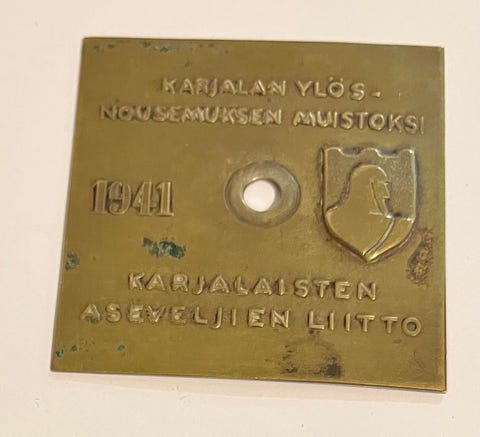 KARJALAN YLÖS-
NOUSEMUKSEN MUISTOKSI
1941
KARJALAISTEN
ASEVELJIEN LIITTO